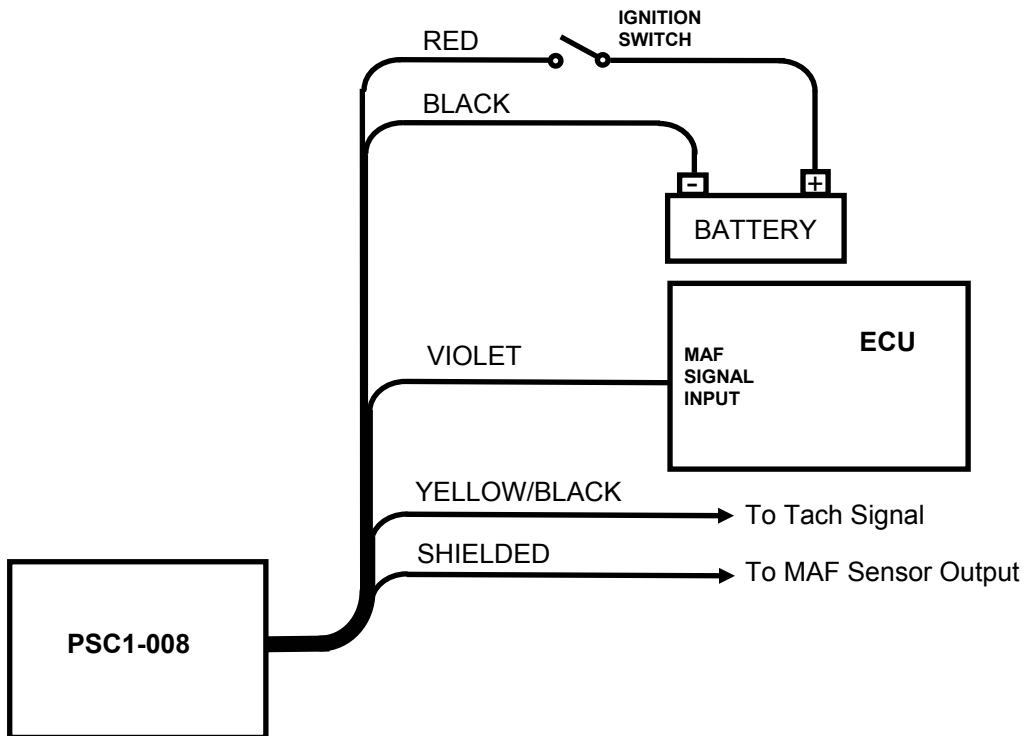 IGNITION
SWITCH
RED
BLACK
-
+
BATTERY
ECU
VIOLET
MAF
SIGNAL
INPUT
YELLOW/BLACK
To Tach Signal
SHIELDED
To MAF Sensor Output
PSC1-008